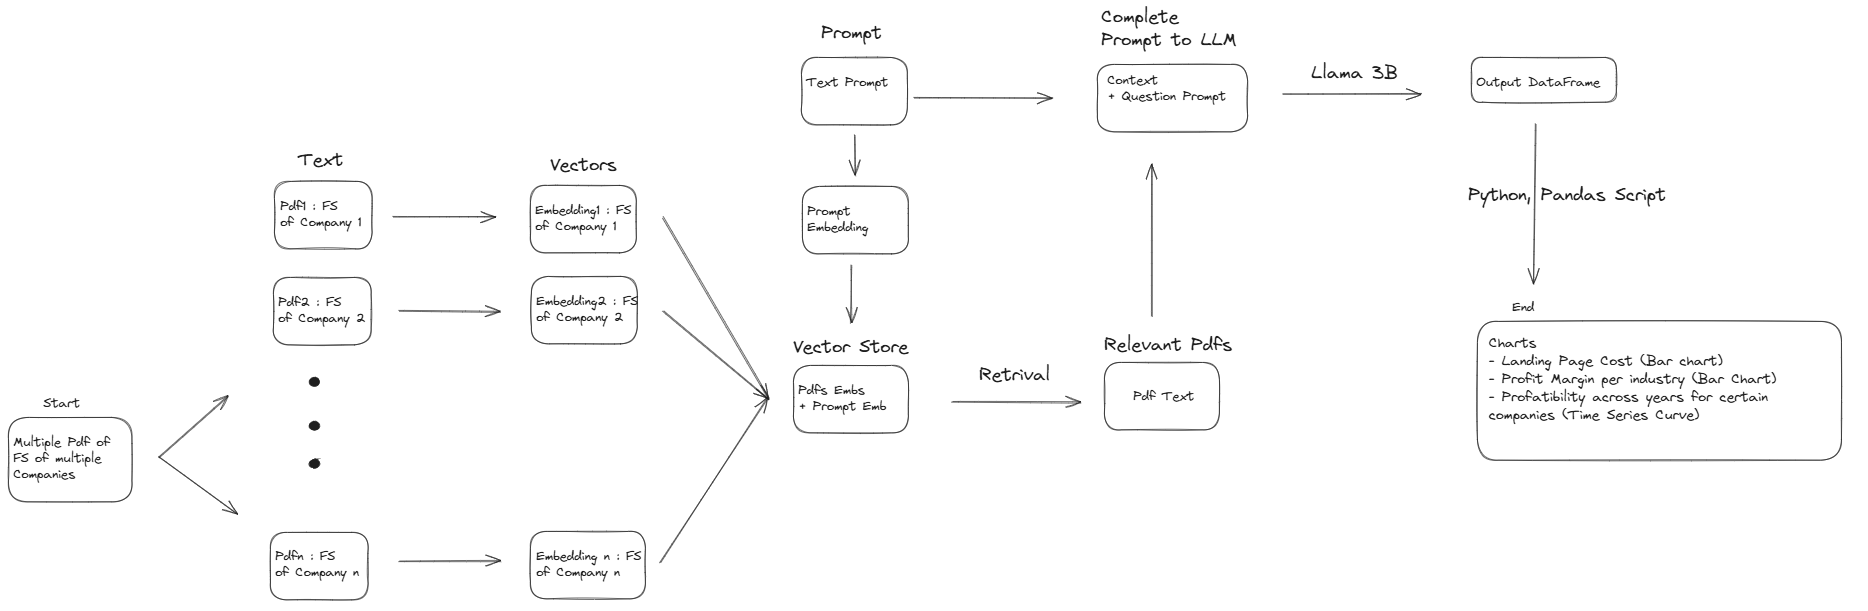 Start
Multiple Pdf of
FS of multiple
Companies
Text
Pdf1 : FS
of Company 1
Pdf2 : FS
of Company 2
Pdfn : FS
of Company n
Vectors
Embedding1 : FS
of Company 1
Embedding2 : FS
of Company 2
Embedding n : FS
of Company n
Prompt
Text Prompt
Prompt
Embedding
Vector Store
Pdfs Embs
+ Prompt Emb
Retrival
Relevant Pdfs
Pdf Text
Complete
Prompt to LLM
Context
+ Question Prompt
Llama 3B
Output DataFrame
Python, Pandas Script
End
Charts
- Landing Page Cost (Bar chart)
- Profit Margin per industry (Bar Chart)
- Profatibility across years for certain
companies (Time Series Curve)